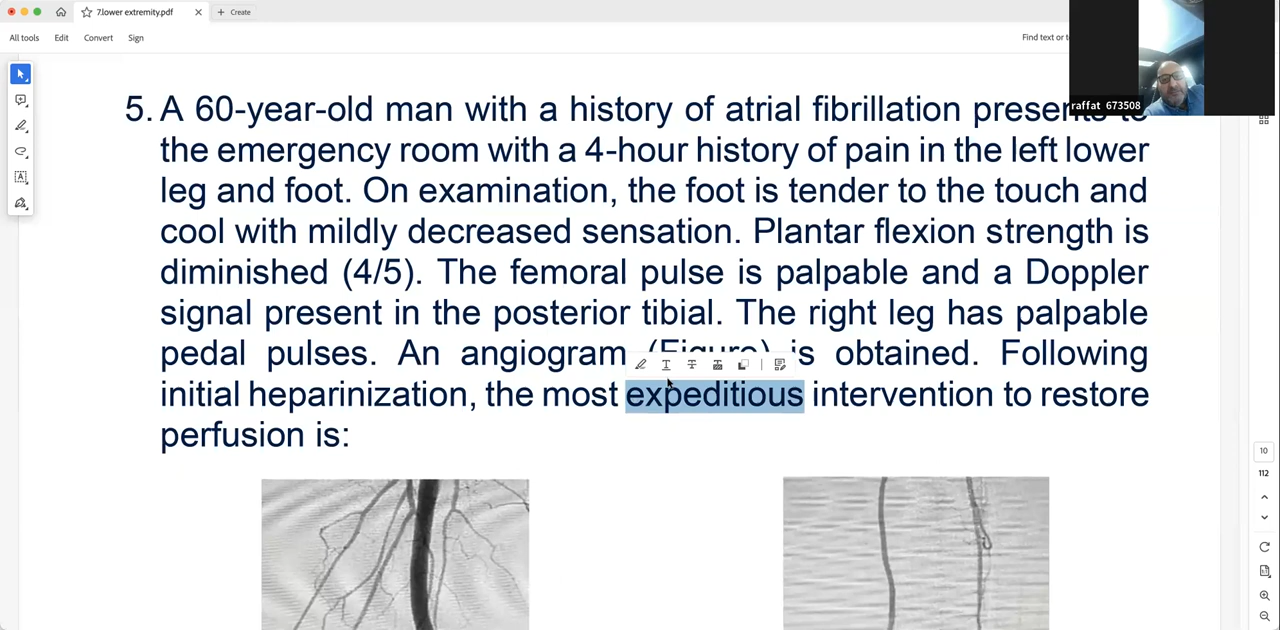 7.lower extremity.pdf
Create
All tools Edit Convert Sign
Find text or
raffat 673508
5. A 60-year-old man with a history of atrial fibrillation presents to
the emergency room with a 4-hour history of pain in the left lower
leg and foot. On examination, the foot is tender to the touch and
cool with mildly decreased sensation. Plantar flexion strength is
diminished (4/5). The femoral pulse is palpable and a Doppler
signal present in the posterior tibial. The right leg has palpable
pedal pulses. An angiogram (Figure) is obtained. Following
initial heparinization, the most expeditious intervention to restore
perfusion is:
10
112